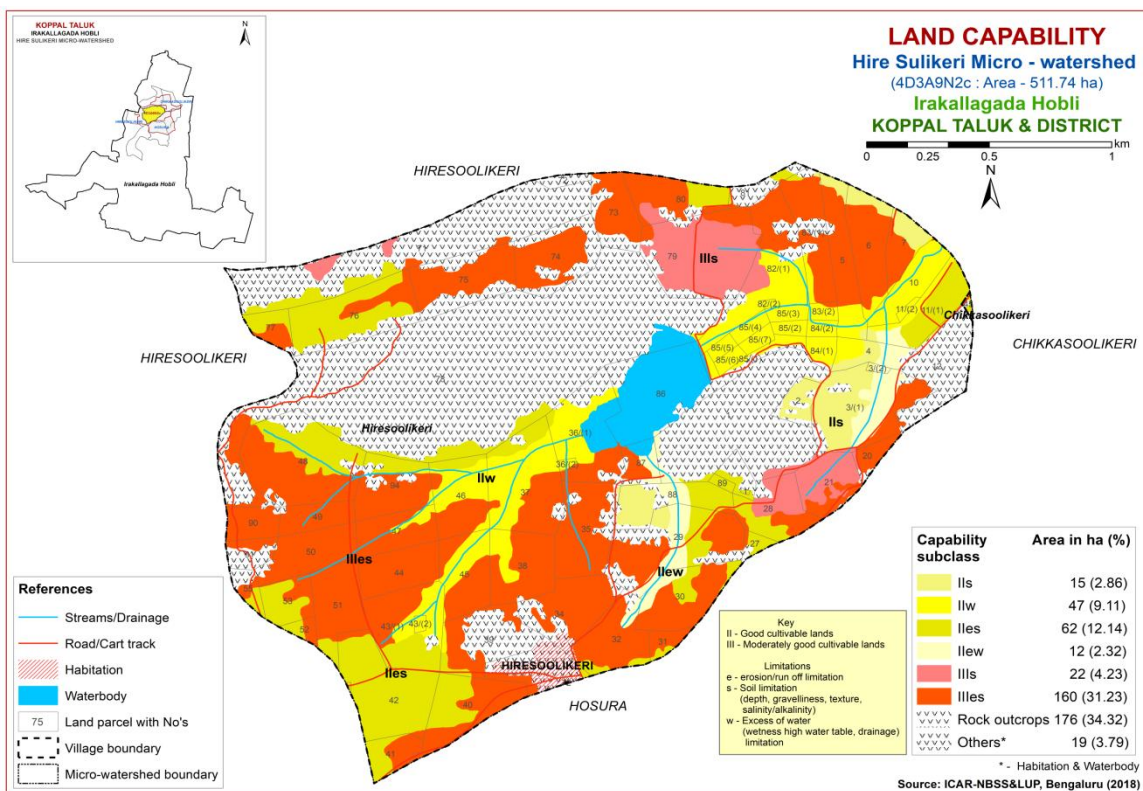 KOPPAL TALUK
IRAKALLAGADA HOBLI
HIRE SULIKERI MICRO-WATERSHED
N
Irakallagada Hobli
LAND CAPABILITY
Hire Sulikeri Micro - watershed
(4D3A9N2c : Area - 511.74 ha)
Irakallagada Hobli
KOPPAL TALUK & DISTRICT
km
0 0.25 0.5 1
N
HIRESOOLIKERI
73
80
79
IIIs
5
6
7
10
82/(1)
82/(2)
83/(2)
85/(3)
85/(4)
85/(2)
84/(2)
85/(7)
85/(5)
85/(6)
84/(1)
11/(2)
11/(1)
Chikkasoolikeri
CHIKKASOOLIKERI
74
75
76
77
HIRESOOLIKERI
78
86
4
3/(2)
3/(1)
2
13
IIs
1
20
21
28
Hiresoolikeri
36/(1)
36/(2)
48
94
IIw
46
37
87
88
89
29
27
90
49
47
50
IIIes
44
45
38
35
IIew
30
51
53
43/(1)
43/(2)
34
32
31
IIes
42
40
41
HIRESOOLIKERI
HOSURA
References
Streams/Drainage
Road/Cart track
Habitation
Waterbody
75 Land parcel with No's
Village boundary
Micro-watershed boundary
Key
II - Good cultivable lands
III - Moderately good cultivable lands
Limitations
e - erosion/run off limitation
s - Soil limitation
(depth, gravelliness, texture,
salinity/alkalinity)
w - Excess of water
(wetness high water table, drainage)
limitation
Capability subclass Area in ha (%)
IIs 15 (2.86)
IIw 47 (9.11)
IIes 62 (12.14)
IIew 12 (2.32)
IIIs 22 (4.23)
IIIes 160 (31.23)
Rock outcrops 176 (34.32)
Others* 19 (3.79)
* - Habitation & Waterbody
Source: ICAR-NBSS&LUP, Bengaluru (2018)